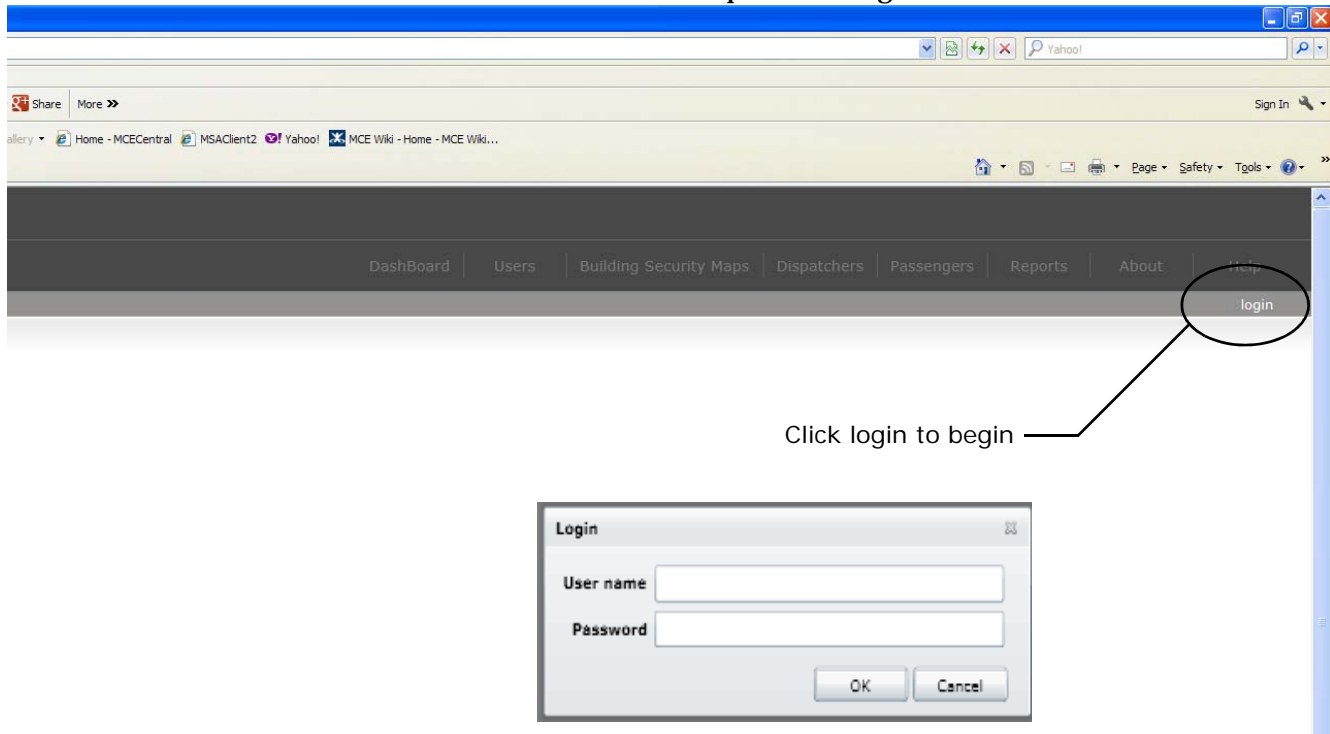 Yahoo!
Share More »
Sign In
allery Home - MCECentral MSAClient2 Yahoo! MCE Wiki - Home - MCE Wiki...
Page Safety Tools »
DashBoard Users Building Security Maps Dispatchers Passengers Reports About Help
login
Click login to begin
Login
User name
Password
OK Cancel